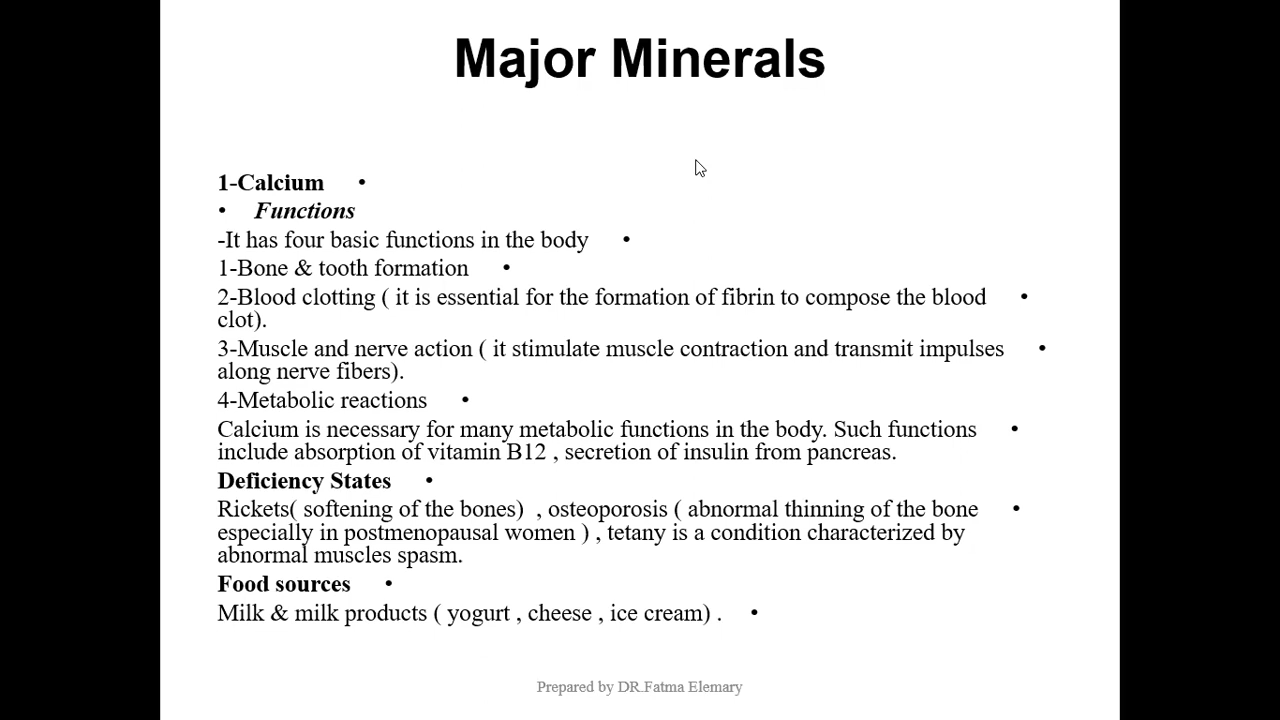 Major Minerals
1-Calcium •
• Functions
-It has four basic functions in the body •
1-Bone & tooth formation •
2-Blood clotting ( it is essential for the formation of fibrin to compose the blood •
clot).
3-Muscle and nerve action ( it stimulate muscle contraction and transmit impulses •
along nerve fibers).
4-Metabolic reactions •
Calcium is necessary for many metabolic functions in the body. Such functions •
include absorption of vitamin B12 , secretion of insulin from pancreas.
Deficiency States •
Rickets( softening of the bones) , osteoporosis ( abnormal thinning of the bone •
especially in postmenopausal women ) , tetany is a condition characterized by
abnormal muscles spasm.
Food sources •
Milk & milk products ( yogurt , cheese , ice cream) . •
Prepared by DR.Fatma Elemary